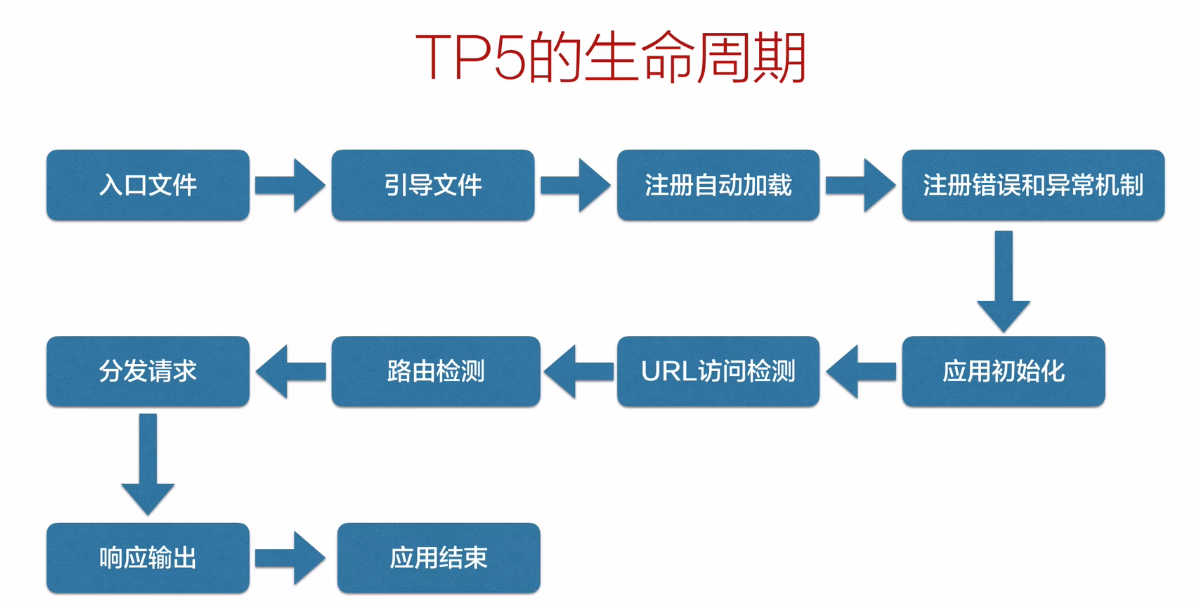 TP5的生命周期
入口文件
引导文件
注册自动加载
注册错误和异常机制
应用初始化
URL访问检测
路由检测
分发请求
响应输出
应用结束